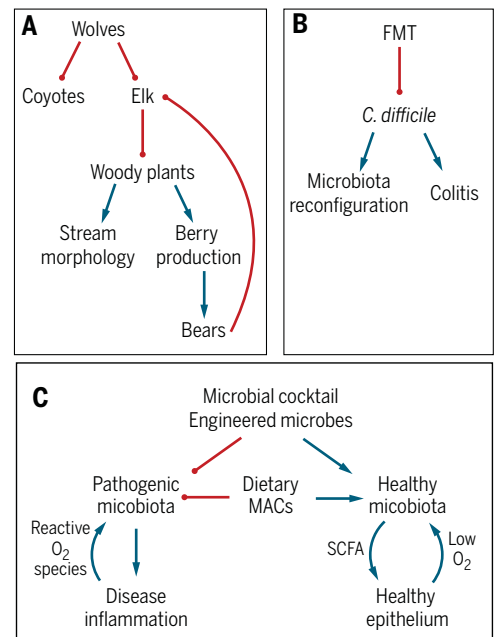 A
Wolves
Coyotes
Elk
Woody plants
Stream
morphology
Berry
production
Bears
B
FMT
C. difficile
Microbiota
reconfiguration
Colitis
C
Microbial cocktail
Engineered microbes
Pathogenic
micobiota
Dietary
MACs
Healthy
micobiota
Reactive
O₂
species
SCFA
Low
O₂
Disease
inflammation
Healthy
epithelium